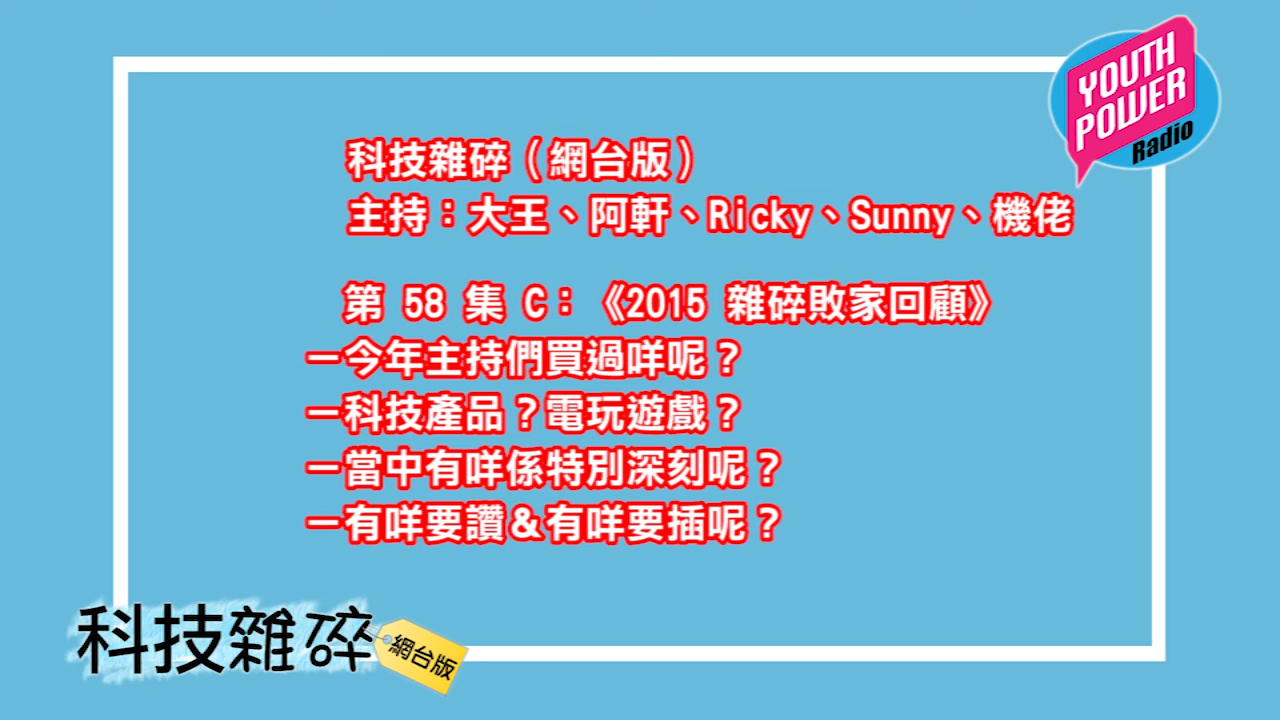 YOUTH
POWER
Radio
科技雜碎（網台版）
主持：大王、阿軒、Ricky、Sunny、機佬
第 58 集 C：《2015 雜碎敗家回顧》
－今年主持們買過咩呢？
－科技產品？電玩遊戲？
－當中有咩係特別深刻呢？
－有咩要讚＆有咩要插呢？
科技雜碎
網台版